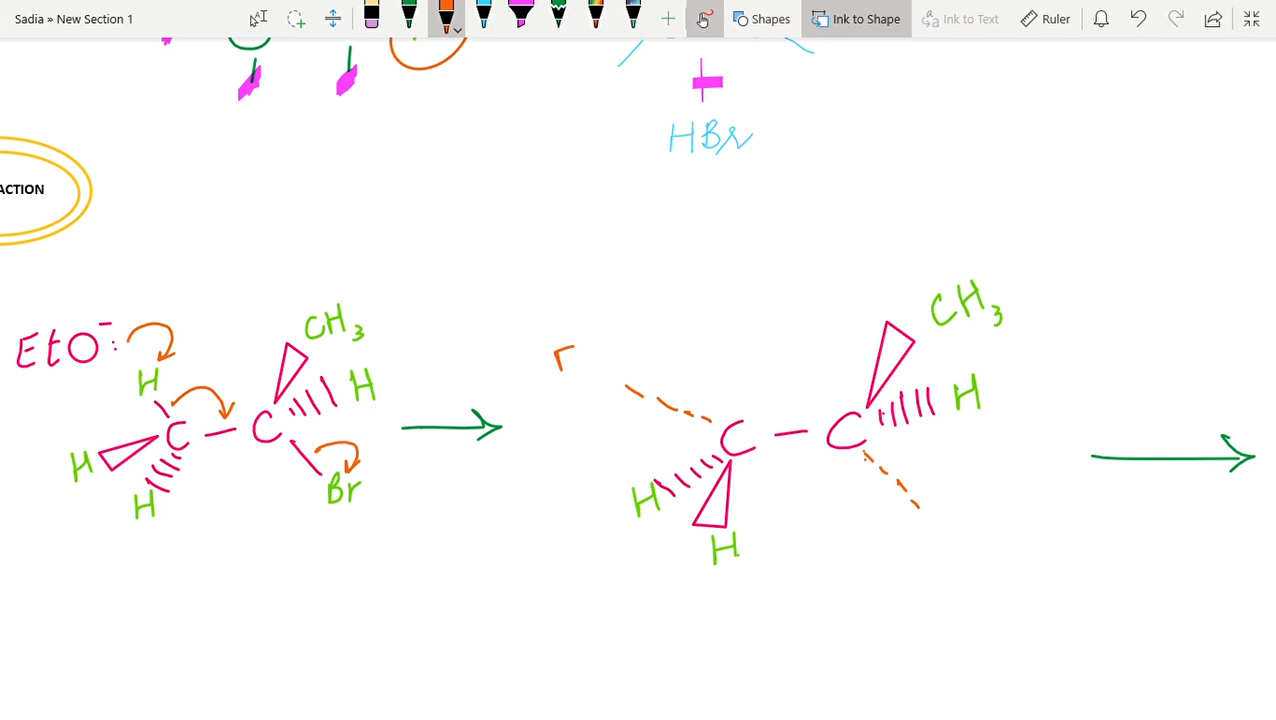 Sadia » New Section 1
Shapes
Ink to Shape
Ink to Text
Ruler
HBr
ACTION
EtO⁻:
H
CH₃
H
C – C
H
H
Br
CH₃
H
C – C
H
H